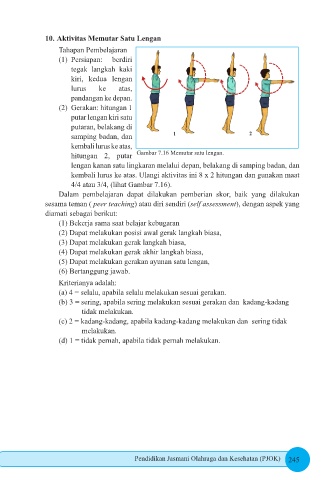 10. Aktivitas Memutar Satu Lengan
Tahapan Pembelajaran
(1) Persiapan: berdiri
tegak langkah kaki
kiri, kedua lengan
lurus ke atas,
pandangan ke depan.
(2) Gerakan: hitungan 1
putar lengan kiri satu
putaran, belakang di
samping badan, dan
kembali lurus ke atas,
hitungan 2, putar
1
2
Gambar 7.16 Memutar satu lengan.
lengan kanan satu lingkaran melalui depan, belakang di samping badan, dan
kembali lurus ke atas. Ulangi aktivitas ini 8 x 2 hitungan dan gunakan mast
4/4 atau 3/4, (lihat Gambar 7.16).
Dalam pembelajaran dapat dilakukan pemberian skor, baik yang dilakukan
sesama teman ( peer teaching) atau diri sendiri (self assessment), dengan aspek yang
diamati sebagai berikut:
(1) Bekerja sama saat belajar kebugaran
(2) Dapat melakukan posisi awal gerak langkah biasa,
(3) Dapat melakukan gerak langkah biasa,
(4) Dapat melakukan gerak akhir langkah biasa,
(5) Dapat melakukan gerakan ayunan satu lengan,
(6) Bertanggung jawab.
Kriterianya adalah:
(a) 4 = selalu, apabila selalu melakukan sesuai gerakan.
(b) 3 = sering, apabila sering melakukan sesuai gerakan dan kadang-kadang
tidak melakukan.
(c) 2 = kadang-kadang, apabila kadang-kadang melakukan dan sering tidak
melakukan.
(d) 1 = tidak pernah, apabila tidak pernah melakukan.
Pendidikan Jasmani Olahraga dan Kesehatan (PJOK) 245